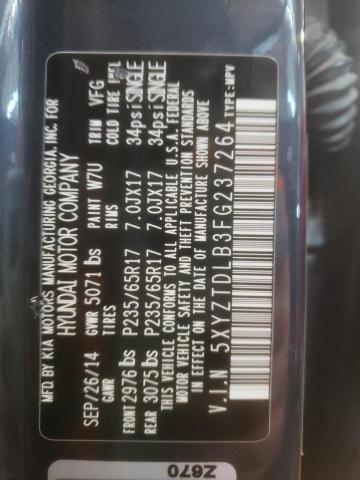 MFD BY KIA MOTORS MANUFACTURING GEORGIA, INC. FOR
HYUNDAI MOTOR COMPANY
SEP/26/14 GVWR 5071 lbs PAINT W7U TRIM VFG
GAWR TIRES RIMS COLD TIRE INFL
FRONT 2976 lbs P235/65R17 7.0JX17 34psi SINGLE
REAR 3075 lbs P235/65R17 7.0JX17 34psi SINGLE
THIS VEHICLE CONFORMS TO ALL APPLICABLE U.S.A. FEDERAL
MOTOR VEHICLE SAFETY AND THEFT PREVENTION STANDARDS
IN EFFECT ON THE DATE OF MANUFACTURE SHOWN ABOVE
V.I.N 5XYZTDLB3FG237264 TYPE:MPV
Z670